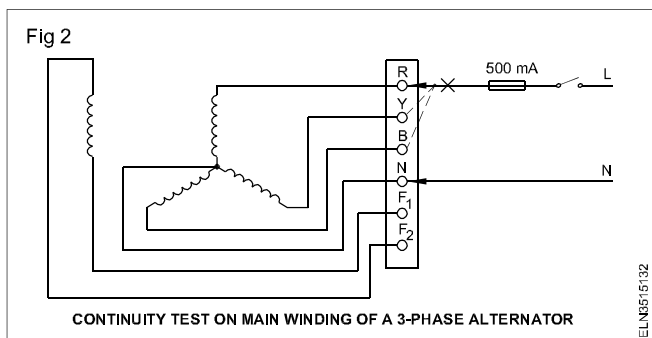 Fig 2
R
500 mA
L
Y
B
N
N
F1
F2
CONTINUITY TEST ON MAIN WINDING OF A 3-PHASE ALTERNATOR
ELN3515132